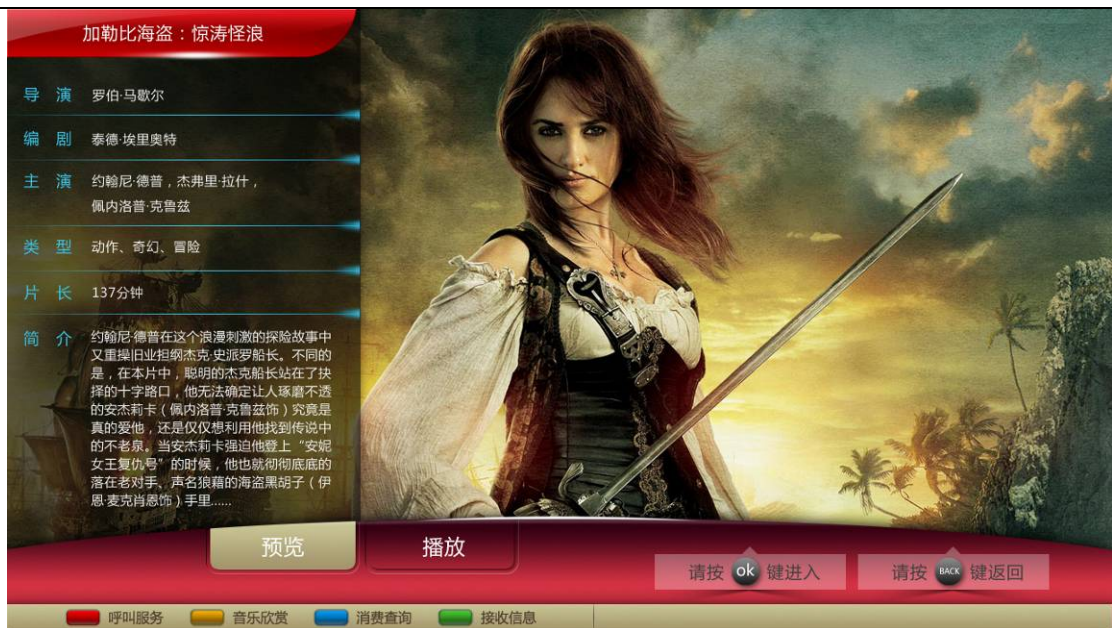 加勒比海盗：惊涛怪浪
导 演 罗伯·马歇尔
编 剧 泰德·埃里奥特
主 演 约翰尼·德普，杰弗里·拉什，
佩内洛普·克鲁兹
类 型 动作、奇幻、冒险
片 长 137分钟
简 介 约翰尼·德普在这个浪漫刺激的探险故事中
又重操旧业担纲杰克·史派罗船长。不同的
是，在本片中，聪明的杰克船长站在了抉
择的十字路口，他无法确定让人琢磨不透
的安杰莉卡（佩内洛普·克鲁兹饰）究竟是
真的爱他，还是仅仅想利用他找到传说中
的不老泉。当安杰莉卡强迫他登上“安妮
女王复仇号”的时候，他也就彻彻底底的
落在老对手、声名狼藉的海盗黑胡子（伊
恩·麦克肖恩饰）手里……
预览 播放
请按 ok 键进入 请按 BACK 键返回
呼叫服务 音乐欣赏 消费查询 接收信息